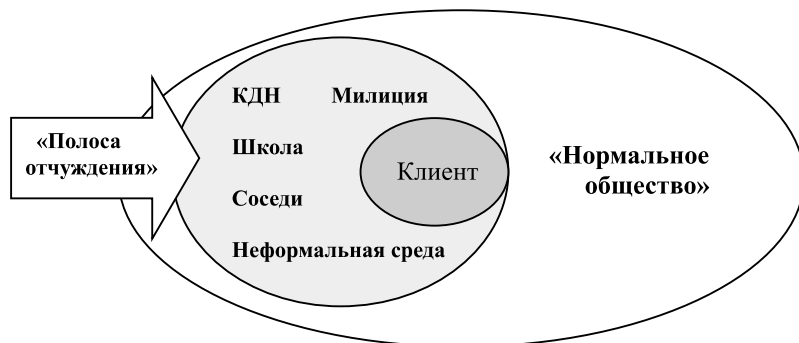 КДН Милиция
«Полоса
отчуждения»
Школа
Клиент
«Нормальное
общество»
Соседи
Неформальная среда